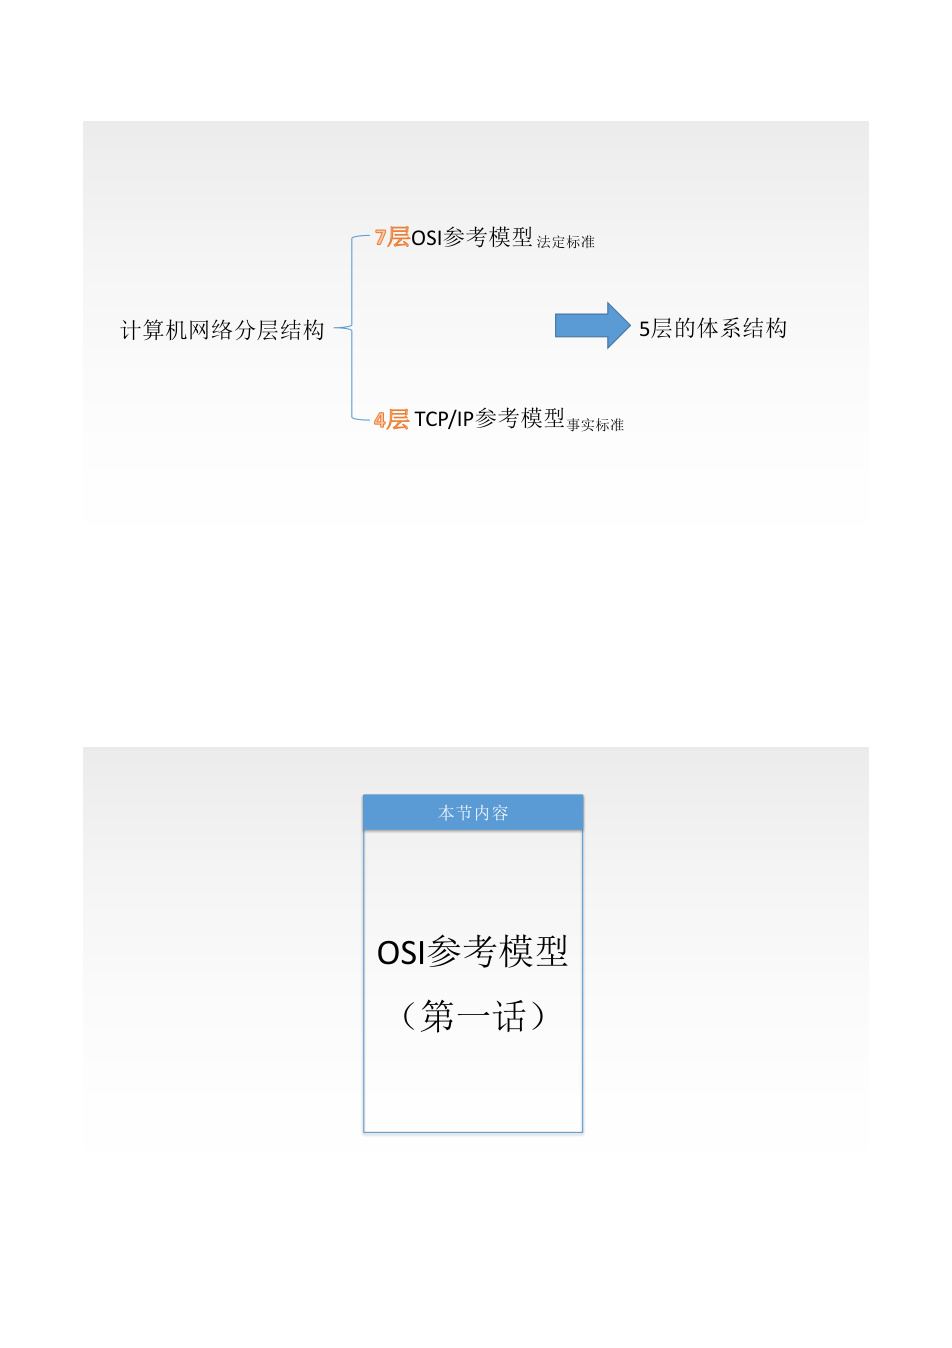 7层OSI参考模型 法定标准
计算机网络分层结构
5层的体系结构
4层 TCP/IP参考模型事实标准
本节内容
OSI参考模型
（第一话）